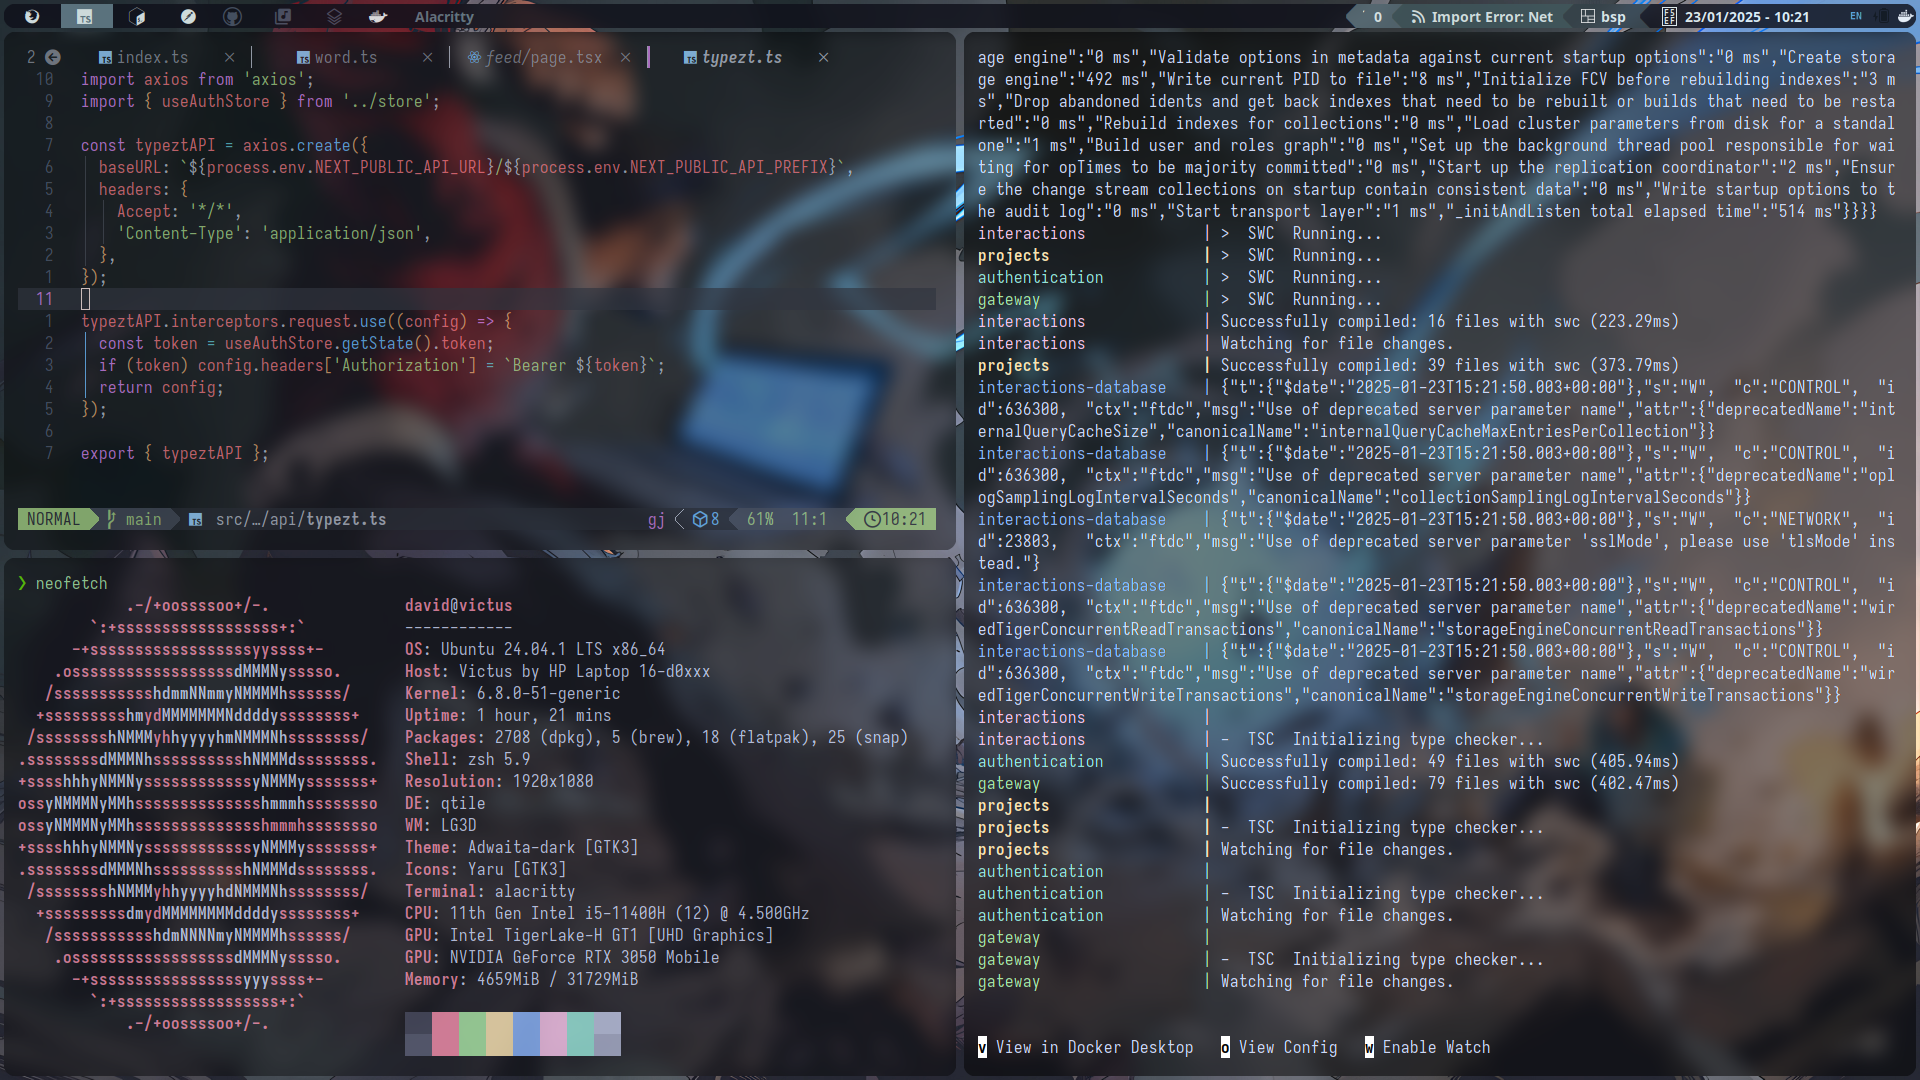 TS
Alacritty
0
Import Error: Net
bsp
23/01/2025 - 10:21
EN
2
TS index.ts ×
TS word.ts ×
feed/page.tsx ×
TS typezt.ts ×
10 import axios from 'axios';
9 import { useAuthStore } from '../store';
8
7 const typeztAPI = axios.create({
6 baseURL: `${process.env.NEXT_PUBLIC_API_URL}/${process.env.NEXT_PUBLIC_API_PREFIX}`,
5 headers: {
4 Accept: '*/*',
3 'Content-Type': 'application/json',
2 },
1 });
11
1 typeztAPI.interceptors.request.use((config) => {
2 const token = useAuthStore.getState().token;
3 if (token) config.headers['Authorization'] = `Bearer ${token}`;
4 return config;
5 });
6
7 export { typeztAPI };
NORMAL main TS src/…/api/typezt.ts gj 8 61% 11:1 10:21
❯ neofetch
.-/+oossssoo+/-.
`:+ssssssssssssssssss+:`
-+ssssssssssssssssssyyssss+-
.ossssssssssssssssssdMMMNysssso.
/ssssssssssshdmmNNmmyNMMMMhssssss/
+ssssssssshmydMMMMMMMNddddyssssssss+
/sssssssshNMMMyhhyyyyhmNMMMNhssssssss/
.ssssssssdMMMNhsssssssssshNMMMdssssssss.
+sssshhhyNMMNyssssssssssssyNMMMysssssss+
ossyNMMMNyMMhsssssssssssssshmmmhssssssso
ossyNMMMNyMMhsssssssssssssshmmmhssssssso
+sssshhhyNMMNyssssssssssssyNMMMysssssss+
.ssssssssdMMMNhsssssssssshNMMMdssssssss.
/sssssssshNMMMyhhyyyyhdNMMMNhssssssss/
+sssssssssdmydMMMMMMMMddddyssssssss+
/ssssssssssshdmNNNNmyNMMMMhssssss/
.ossssssssssssssssssdMMMNysssso.
-+sssssssssssssssssyyyssss+-
`:+ssssssssssssssssss+:`
.-/+oossssoo+/-.
david@victus
------------
OS: Ubuntu 24.04.1 LTS x86_64
Host: Victus by HP Laptop 16-d0xxx
Kernel: 6.8.0-51-generic
Uptime: 1 hour, 21 mins
Packages: 2708 (dpkg), 5 (brew), 18 (flatpak), 25 (snap)
Shell: zsh 5.9
Resolution: 1920x1080
DE: qtile
WM: LG3D
Theme: Adwaita-dark [GTK3]
Icons: Yaru [GTK3]
Terminal: alacritty
CPU: 11th Gen Intel i5-11400H (12) @ 4.500GHz
GPU: Intel TigerLake-H GT1 [UHD Graphics]
GPU: NVIDIA GeForce RTX 3050 Mobile
Memory: 4659MiB / 31729MiB
age engine":"0 ms","Validate options in metadata against current startup options":"0 ms","Create stora
ge engine":"492 ms","Write current PID to file":"8 ms","Initialize FCV before rebuilding indexes":"3 m
s","Drop abandoned idents and get back indexes that need to be rebuilt or builds that need to be resta
rted":"0 ms","Rebuild indexes for collections":"0 ms","Load cluster parameters from disk for a standal
one":"1 ms","Build user and roles graph":"0 ms","Set up the background thread pool responsible for wai
ting for opTimes to be majority committed":"0 ms","Start up the replication coordinator":"2 ms","Ensur
e the change stream collections on startup contain consistent data":"0 ms","Write startup options to t
he audit log":"0 ms","Start transport layer":"1 ms","_initAndListen total elapsed time":"514 ms"}}}}
interactions | > SWC Running...
projects | > SWC Running...
authentication | > SWC Running...
gateway | > SWC Running...
interactions | Successfully compiled: 16 files with swc (223.29ms)
interactions | Watching for file changes.
projects | Successfully compiled: 39 files with swc (373.79ms)
interactions-database | {"t":{"$date":"2025-01-23T15:21:50.003+00:00"},"s":"W", "c":"CONTROL", "i
d":636300, "ctx":"ftdc","msg":"Use of deprecated server parameter name","attr":{"deprecatedName":"int
ernalQueryCacheSize","canonicalName":"internalQueryCacheMaxEntriesPerCollection"}}
interactions-database | {"t":{"$date":"2025-01-23T15:21:50.003+00:00"},"s":"W", "c":"CONTROL", "i
d":636300, "ctx":"ftdc","msg":"Use of deprecated server parameter name","attr":{"deprecatedName":"opl
ogSamplingLogIntervalSeconds","canonicalName":"collectionSamplingLogIntervalSeconds"}}
interactions-database | {"t":{"$date":"2025-01-23T15:21:50.003+00:00"},"s":"W", "c":"NETWORK", "i
d":23803, "ctx":"ftdc","msg":"Use of deprecated server parameter 'sslMode', please use 'tlsMode' ins
tead."}
interactions-database | {"t":{"$date":"2025-01-23T15:21:50.003+00:00"},"s":"W", "c":"CONTROL", "i
d":636300, "ctx":"ftdc","msg":"Use of deprecated server parameter name","attr":{"deprecatedName":"wir
edTigerConcurrentReadTransactions","canonicalName":"storageEngineConcurrentReadTransactions"}}
interactions-database | {"t":{"$date":"2025-01-23T15:21:50.003+00:00"},"s":"W", "c":"CONTROL", "i
d":636300, "ctx":"ftdc","msg":"Use of deprecated server parameter name","attr":{"deprecatedName":"wir
edTigerConcurrentWriteTransactions","canonicalName":"storageEngineConcurrentWriteTransactions"}}
interactions |
interactions | - TSC Initializing type checker...
authentication | Successfully compiled: 49 files with swc (405.94ms)
gateway | Successfully compiled: 79 files with swc (402.47ms)
projects |
projects | - TSC Initializing type checker...
projects | Watching for file changes.
authentication |
authentication | - TSC Initializing type checker...
authentication | Watching for file changes.
gateway |
gateway | - TSC Initializing type checker...
gateway | Watching for file changes.
v View in Docker Desktop o View Config w Enable Watch